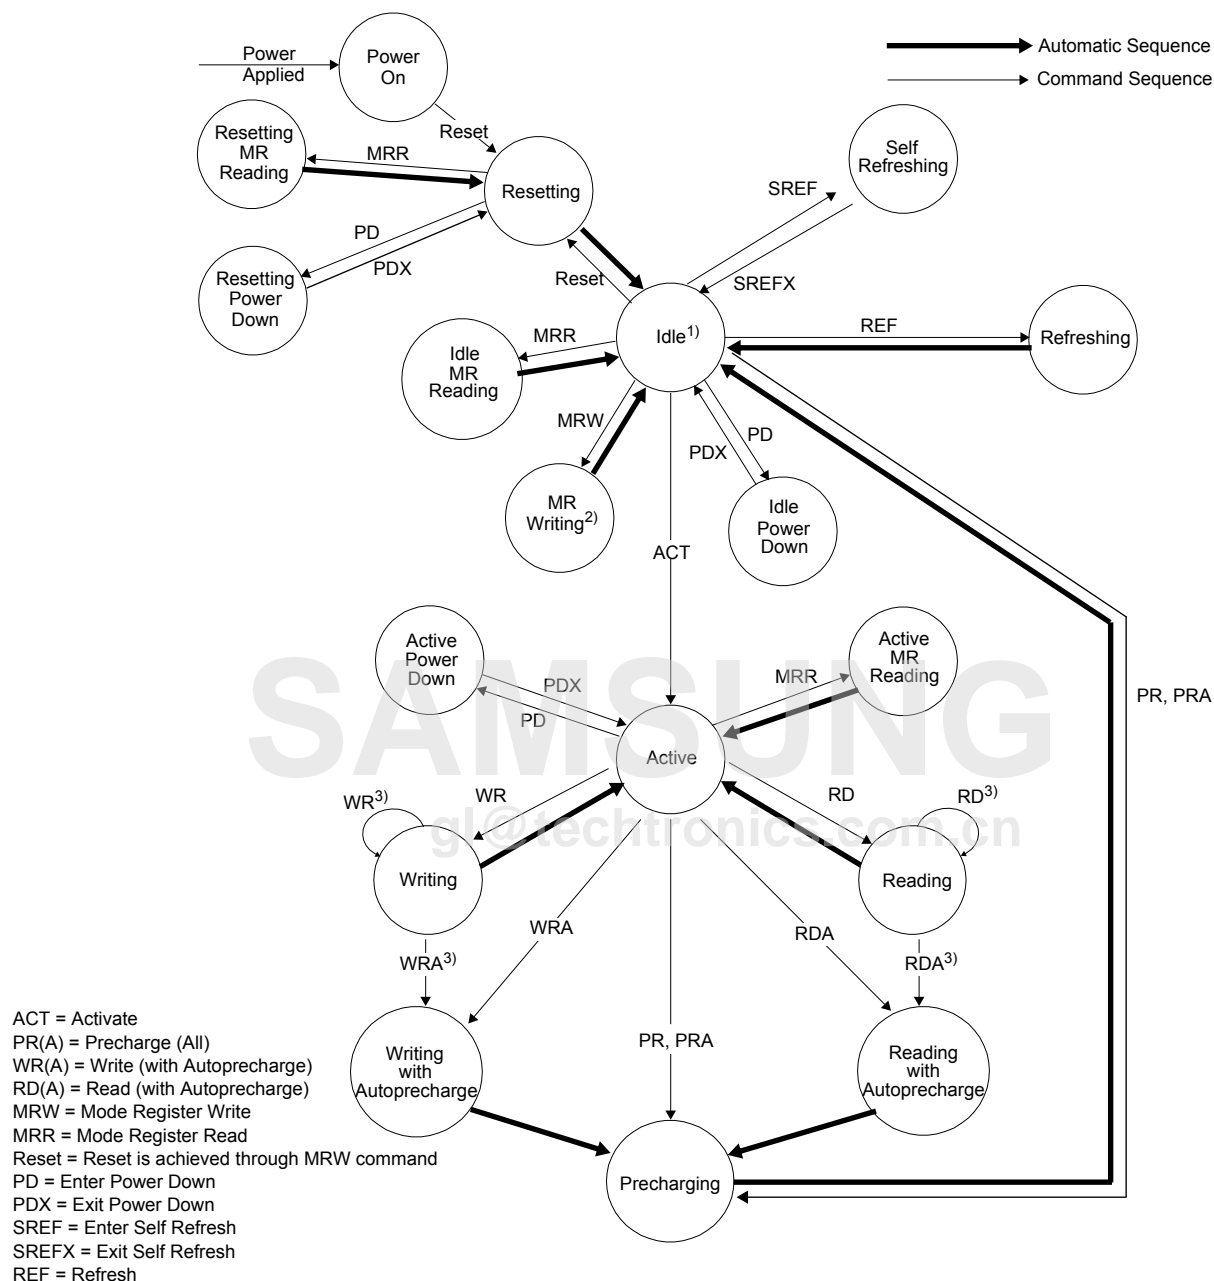 Power
Applied
Power
On
Automatic Sequence
Command Sequence
Reset
Resetting
MR
Reading
MRR
Resetting
Self
Refreshing
SREF
PD
PDX
Resetting
Power
Down
Reset
SREFX
MRR
Idle1)
REF
Refreshing
Idle
MR
Reading
MRW
PD
PDX
MR
Writing2)
Idle
Power
Down
ACT
Active
Power
Down
Active
MR
Reading
PDX
PD
MRR
PR, PRA
SAMSUNG
Active
WR3)
WR
RD
RD3)
gl@techtronics.com.cn
Writing
Reading
WRA
RDA
WRA3)
RDA3)
Writing
with
Autoprecharge
PR, PRA
Reading
with
Autoprecharge
Precharging
ACT = Activate
PR(A) = Precharge (All)
WR(A) = Write (with Autoprecharge)
RD(A) = Read (with Autoprecharge)
MRW = Mode Register Write
MRR = Mode Register Read
Reset = Reset is achieved through MRW command
PD = Enter Power Down
PDX = Exit Power Down
SREF = Enter Self Refresh
SREFX = Exit Self Refresh
REF = Refresh